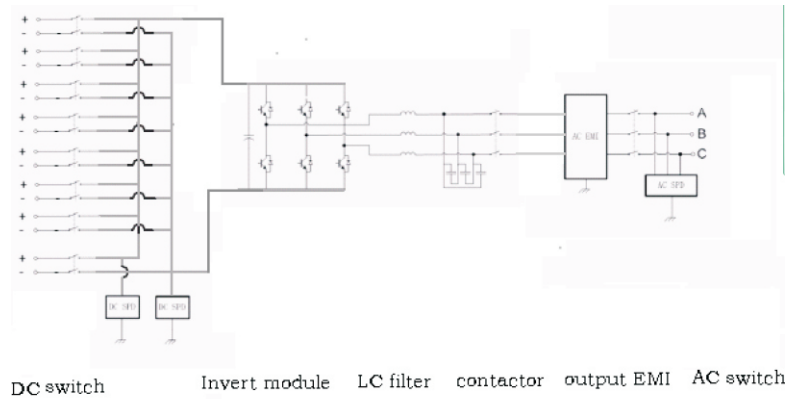 +
-
+
-
+
-
+
-
+
-
+
-
+
-
+
-
A
B
C
AC EMI
AC SPD
DC SPD DC SPD
DC switch Invert module LC filter contactor output EMI AC switch